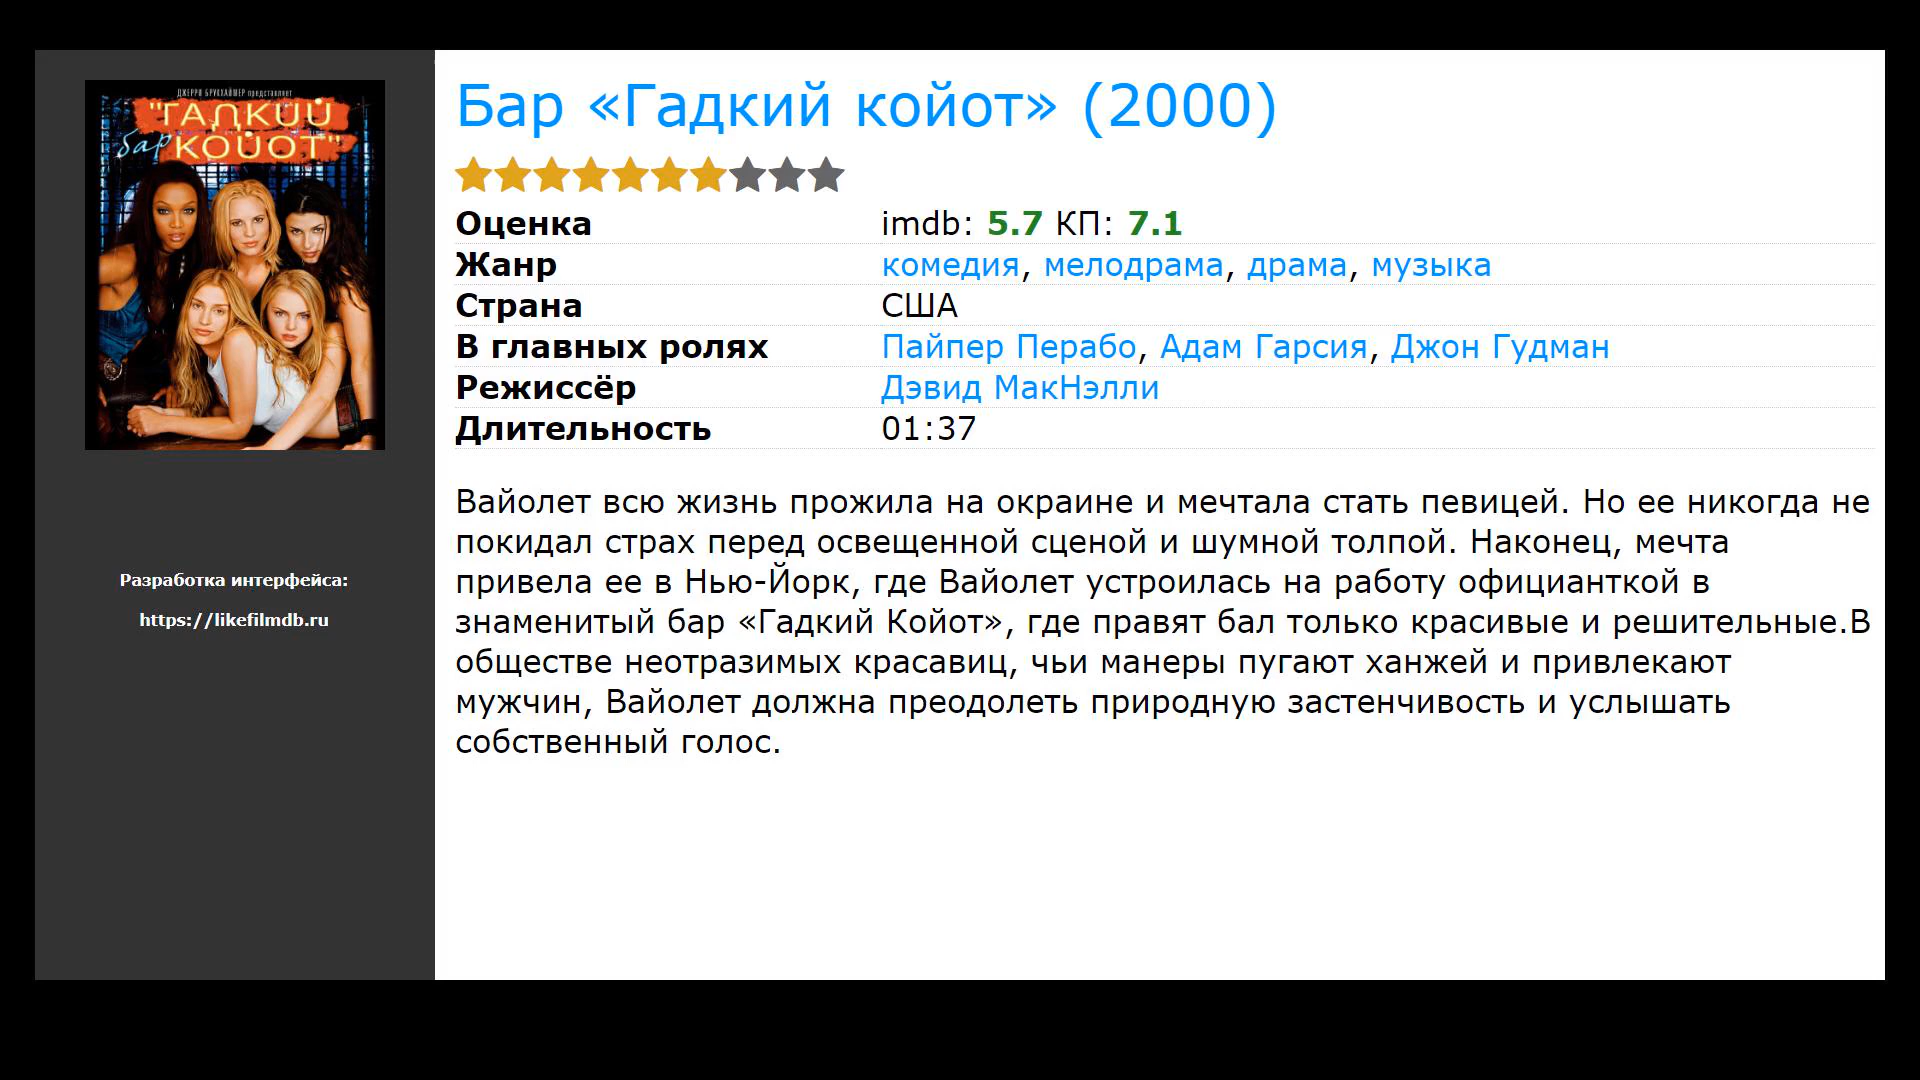 ДЖЕРРИ БРУКХАЙМЕР представляет
"ГАДКИЙ
бар КОЙОТ"
Разработка интерфейса:
https://likefilmdb.ru
Бар «Гадкий койот» (2000)
Оценка imdb: 5.7 КП: 7.1
Жанр комедия, мелодрама, драма, музыка
Страна США
В главных ролях Пайпер Перабо, Адам Гарсия, Джон Гудман
Режиссёр Дэвид МакНэлли
Длительность 01:37
Вайолет всю жизнь прожила на окраине и мечтала стать певицей. Но ее никогда не
покидал страх перед освещенной сценой и шумной толпой. Наконец, мечта
привела ее в Нью-Йорк, где Вайолет устроилась на работу официанткой в
знаменитый бар «Гадкий Койот», где правят бал только красивые и решительные.В
обществе неотразимых красавиц, чьи манеры пугают ханжей и привлекают
мужчин, Вайолет должна преодолеть природную застенчивость и услышать
собственный голос.